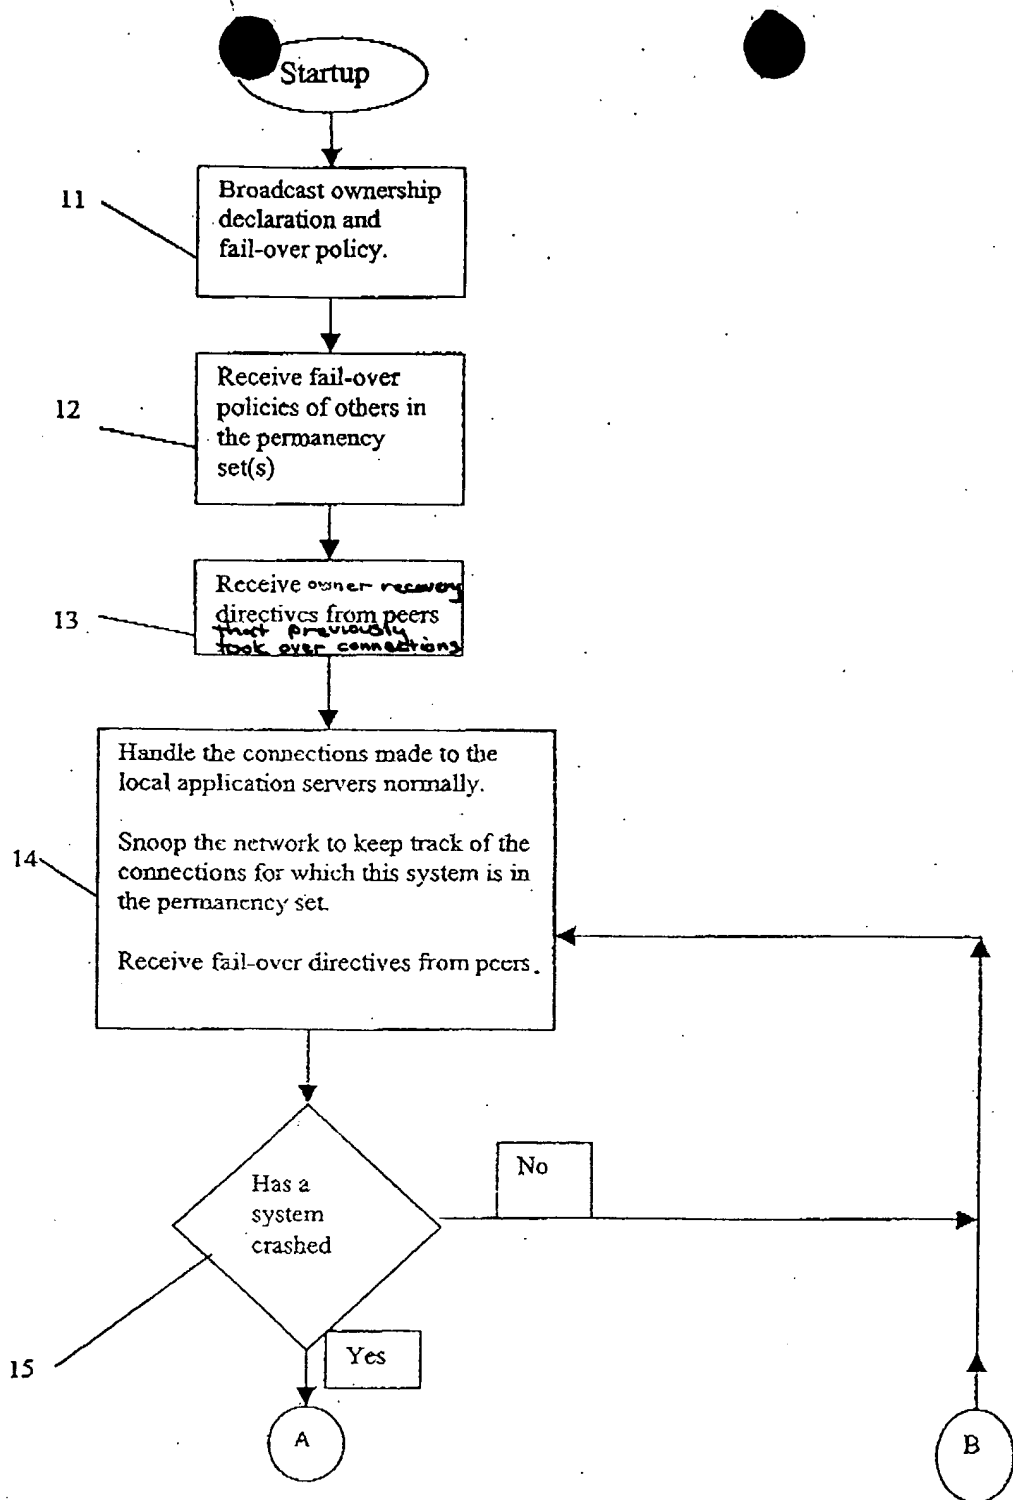 Startup
11
Broadcast ownership
declaration and
fail-over policy.
12
Receive fail-over
policies of others in
the permanency
set(s)
13
Receive owner recovery
directives from peers
that previously
took over connections
14
Handle the connections made to the
local application servers normally.
Snoop the network to keep track of the
connections for which this system is in
the permanency set.
Receive fail-over directives from peers.
Has a
system
crashed
No
15
Yes
A
B